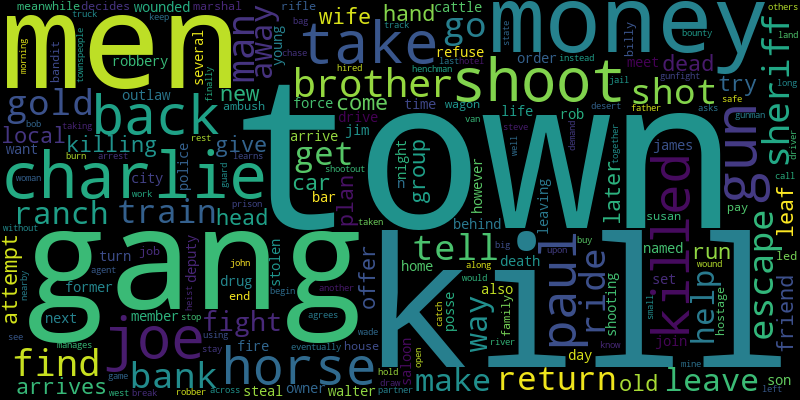 meanwhile decides wounded marshal
truck
men
man
away
several
robbery
bandit
townspeople
morning
young
finally
wife
hand
take
brother
go
refuse
order
cattle
rifle
bag
chase
track
hotel
last
money
state
billy
keep
bounty
others
land
shoot
shot
meet
dead
try
instead
gunfight
jail
sheriff
long
father
safe
asks
gunman
gold
outlaw
new
ambush
force
come
time
wagon
life
rob
desert
hired
henchman
back
local
bob
taking
want
killing
rest
police
give
arrive
drive
jim
get
night
however
van
steve
well
demand
together
james
gun
driver
charlie
burn
arrest
learns
woman
city
work
guard
shootout
car
group
town
later
killed
susan
pay
call
leaf
ranch
train
head
prison
bar
plan
taken
behind
leaving
without
attempt
nearby
gang
turn
job
deputy
stolen
former
agent
drug
john
end
heist
begin
offer
tell
home
big
death
buy
upon
paul
ride
shooting
named
set
wound
run
help
hostage
escape
led
friend
next
member
stop
using
stay
manages
see
joe
fight
fire
another
agrees
house
eventually
wade
way
also
along
would
family
posse
catch
river
open
saloon
kill
day
know
small
join
mine
find
arrives
game
west
break
robber
bank
across
steal
horse
owner
walter
hold
draw
partner
make
return
old
leave
son
left